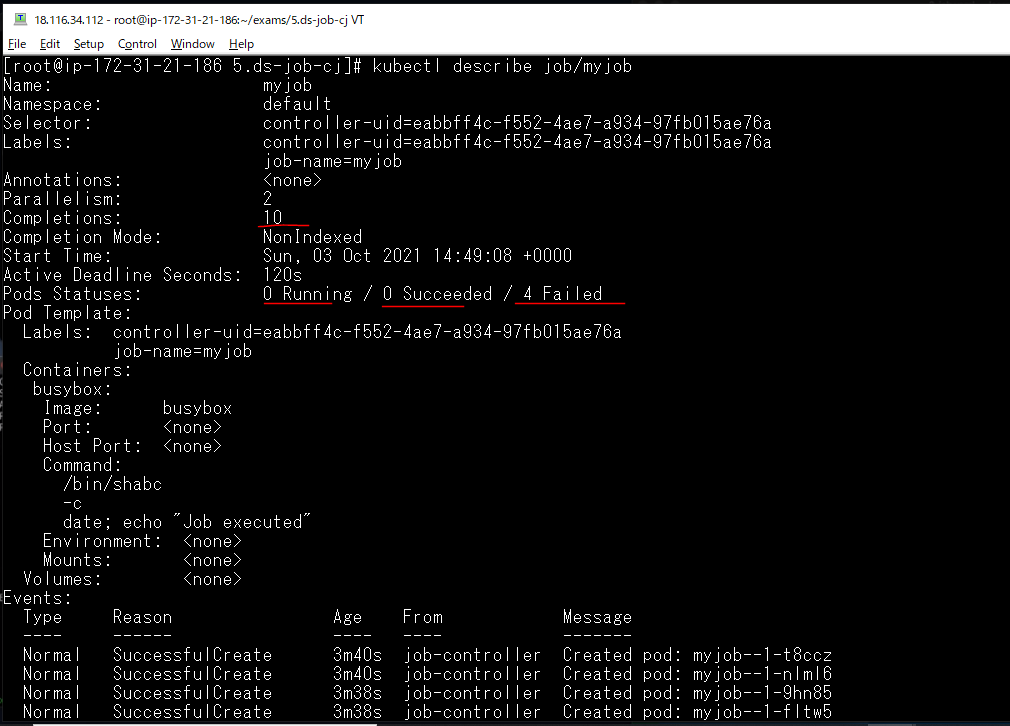 18.116.34.112 - root@ip-172-31-21-186:~/exams/5.ds-job-cj VT
File Edit Setup Control Window Help
[root@ip-172-31-21-186 5.ds-job-cj]# kubectl describe job/myjob
Name: myjob
Namespace: default
Selector: controller-uid=eabbff4c-f552-4ae7-a934-97fb015ae76a
Labels: controller-uid=eabbff4c-f552-4ae7-a934-97fb015ae76a
job-name=myjob
Annotations: <none>
Parallelism: 2
Completions: 10
Completion Mode: NonIndexed
Start Time: Sun, 03 Oct 2021 14:49:08 +0000
Active Deadline Seconds: 120s
Pods Statuses: 0 Running / 0 Succeeded / 4 Failed
Pod Template:
Labels: controller-uid=eabbff4c-f552-4ae7-a934-97fb015ae76a
job-name=myjob
Containers:
busybox:
Image: busybox
Port: <none>
Host Port: <none>
Command:
/bin/shabc
-c
date; echo "Job executed"
Environment: <none>
Mounts: <none>
Volumes: <none>
Events:
Type Reason Age From Message
---- ------ ---- ---- -------
Normal SuccessfulCreate 3m40s job-controller Created pod: myjob--1-t8ccz
Normal SuccessfulCreate 3m40s job-controller Created pod: myjob--1-nlml6
Normal SuccessfulCreate 3m38s job-controller Created pod: myjob--1-9hn85
Normal SuccessfulCreate 3m38s job-controller Created pod: myjob--1-fltw5